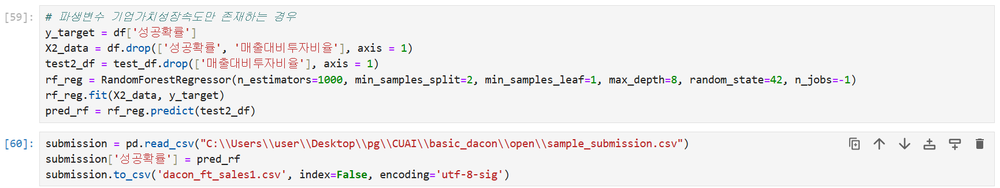 [59]: # 파생변수 기업가치성장속도만 존재하는 경우
y_target = df['성공확률']
X2_data = df.drop(['성공확률', '매출대비투자비율'], axis = 1)
test2_df = test_df.drop(['매출대비투자비율'], axis = 1)
rf_reg = RandomForestRegressor(n_estimators=1000, min_samples_split=2, min_samples_leaf=1, max_depth=8, random_state=42, n_jobs=-1)
rf_reg.fit(X2_data, y_target)
pred_rf = rf_reg.predict(test2_df)
[60]: submission = pd.read_csv("C:\\Users\\user\\Desktop\\pg\\CUAI\\basic_dacon\\open\\sample_submission.csv")
submission['성공확률'] = pred_rf
submission.to_csv('dacon_ft_sales1.csv', index=False, encoding='utf-8-sig')